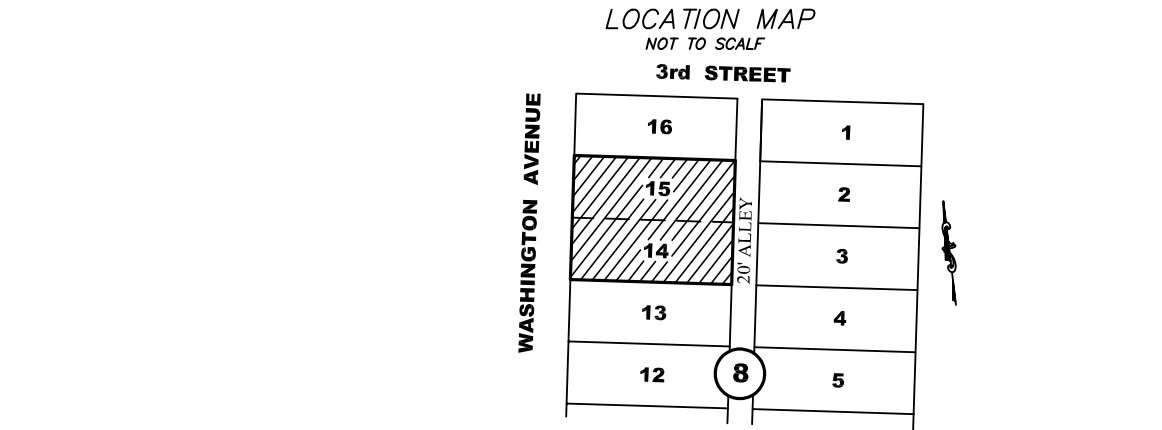 LOCATION MAP
NOT TO SCALF
3rd STREET
WASHINGTON AVENUE
16
1
15
2
20' ALLEY
14
3
13
4
12
8
5